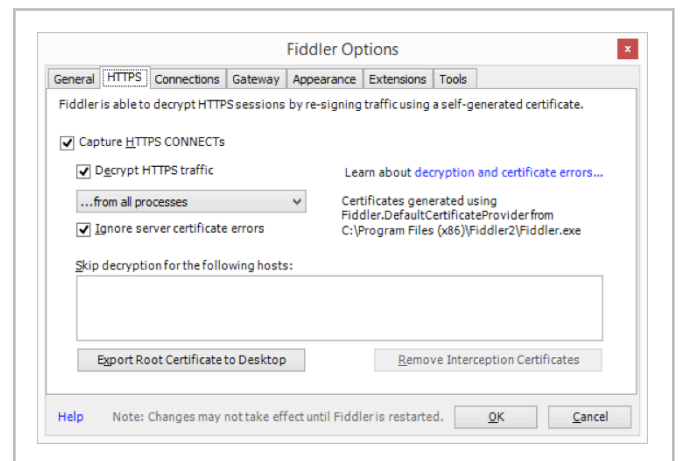 Fiddler Options
x
General HTTPS Connections Gateway Appearance Extensions Tools
Fiddler is able to decrypt HTTPS sessions by re-signing traffic using a self-generated certificate.
Capture HTTPS CONNECTs
Decrypt HTTPS traffic
Learn about decryption and certificate errors...
...from all processes
Certificates generated using
Fiddler.DefaultCertificateProvider from
C:\Program Files (x86)\Fiddler2\Fiddler.exe
Ignore server certificate errors
Skip decryption for the following hosts:
Export Root Certificate to Desktop
Remove Interception Certificates
Help Note: Changes may not take effect until Fiddler is restarted. OK Cancel